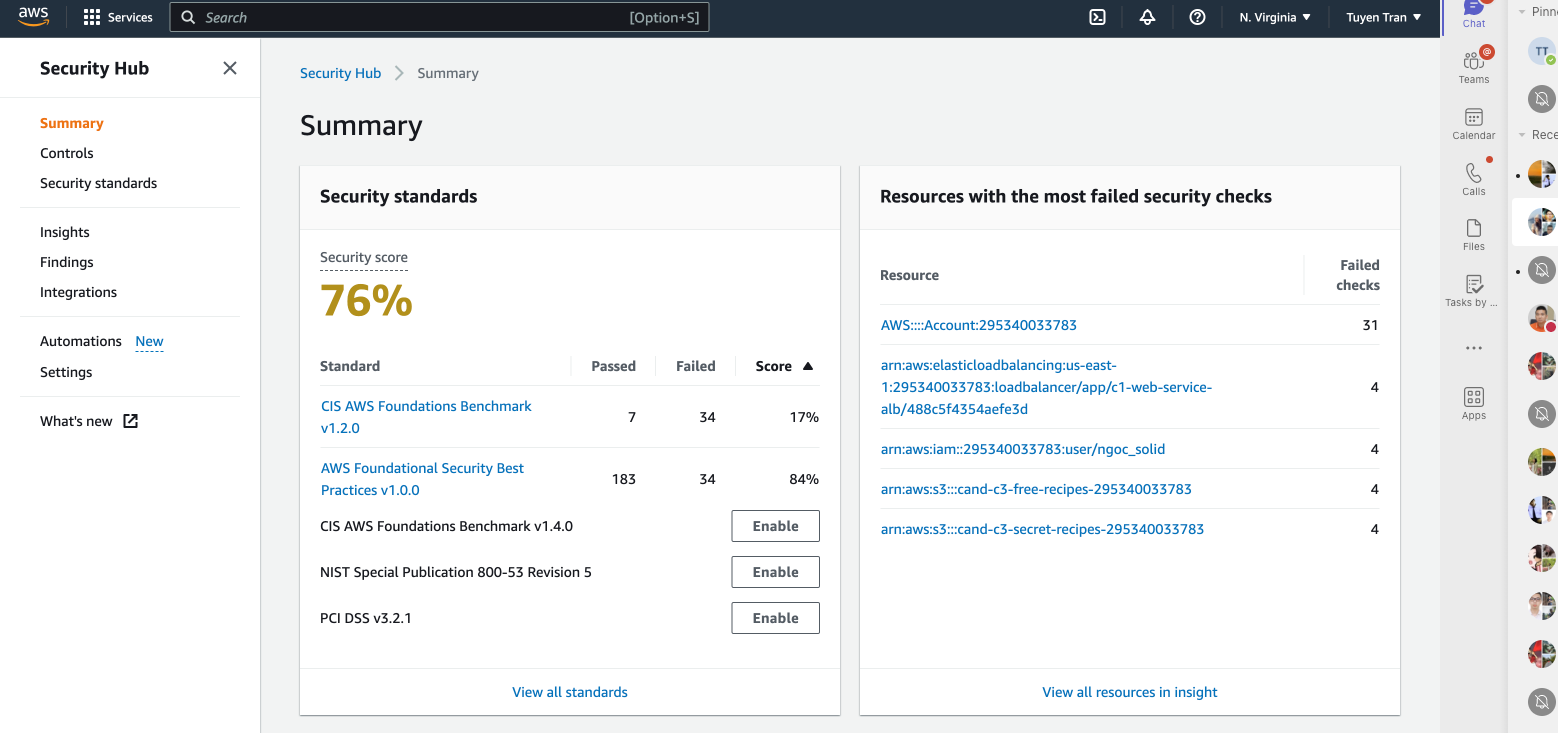 aws
Services
Search
[Option+S]
N. Virginia
Tuyen Tran
Security Hub
Summary
Controls
Security standards
Insights
Findings
Integrations
Automations New
Settings
What's new
Security Hub
Summary
Summary
Security standards
Security score
76%
Standard Passed Failed Score
CIS AWS Foundations Benchmark
v1.2.0
7 34 17%
AWS Foundational Security Best
Practices v1.0.0
183 34 84%
CIS AWS Foundations Benchmark v1.4.0 Enable
NIST Special Publication 800-53 Revision 5 Enable
PCI DSS v3.2.1 Enable
View all standards
Resources with the most failed security checks
Resource
Failed
checks
AWS::::Account:295340033783 31
arn:aws:elasticloadbalancing:us-east-
1:295340033783:loadbalancer/app/c1-web-service-
alb/488c5f4354aefe3d
4
arn:aws:iam::295340033783:user/ngoc_solid 4
arn:aws:s3:::cand-c3-free-recipes-295340033783 4
arn:aws:s3:::cand-c3-secret-recipes-295340033783 4
View all resources in insight
Chat
@
Teams
Calendar
Calls
Files
Tasks by ...
Apps
Pinn
TT
Rece